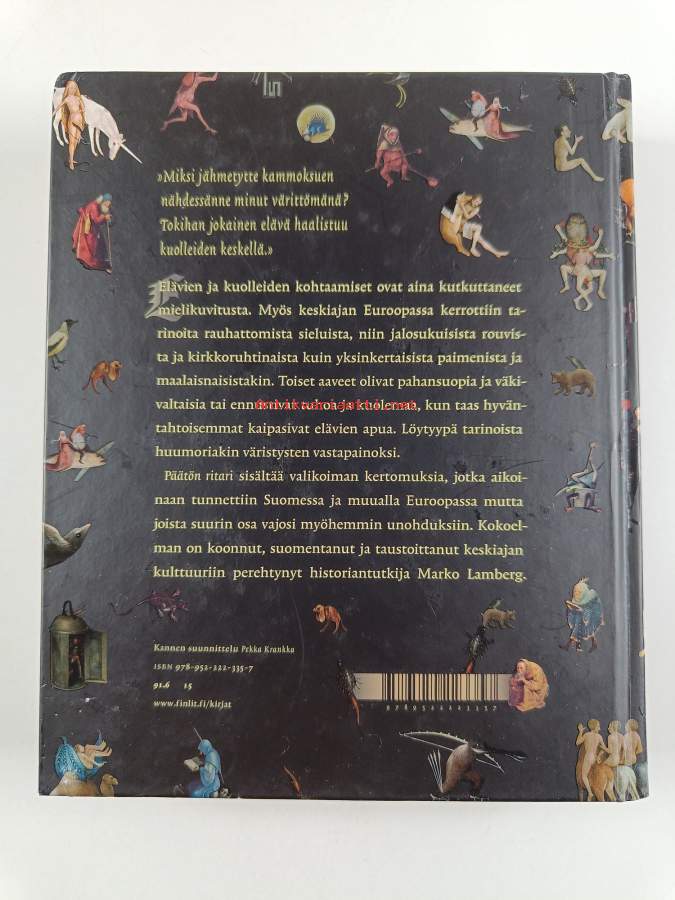 »Miksi jähmetytte kammoksuen
nähdessänne minut värittömänä?
Tokihan jokainen elävä haalistuu
kuolleiden keskellä.»
Elävien ja kuolleiden kohtaamiset ovat aina kutkuttaneet
mielikuvitusta. Myös keskiajan Euroopassa kerrottiin ta-
rinoita rauhattomista sieluista, niin jalosukuisista rouvis-
ta ja kirkkoruhtinaista kuin yksinkertaisista paimenista ja
maalaisnaisistakin. Toiset aaveet olivat pahansuopia ja väki-
valtaisia tai ennustivat tuhoa ja kuolemaa, kun taas hyvän-
antikvariaatti.net
tahtoisemmat kaipasivat elävien apua. Löytyypä tarinoista
huumoriakin väristysten vastapainoksi.
Päätön ritari sisältää valikoiman kertomuksia, jotka aikoi-
naan tunnettiin Suomessa ja muualla Euroopassa mutta
joista suurin osa vajosi myöhemmin unohduksiin. Kokoel-
man on koonnut, suomentanut ja taustoittanut keskiajan
kulttuuriin perehtynyt historiantutkija Marko Lamberg.
Kannen suunnittelu Pekka Krankka
ISBN 978-952-222-335-7
91.6 15
www.finlit.fi/kirjat